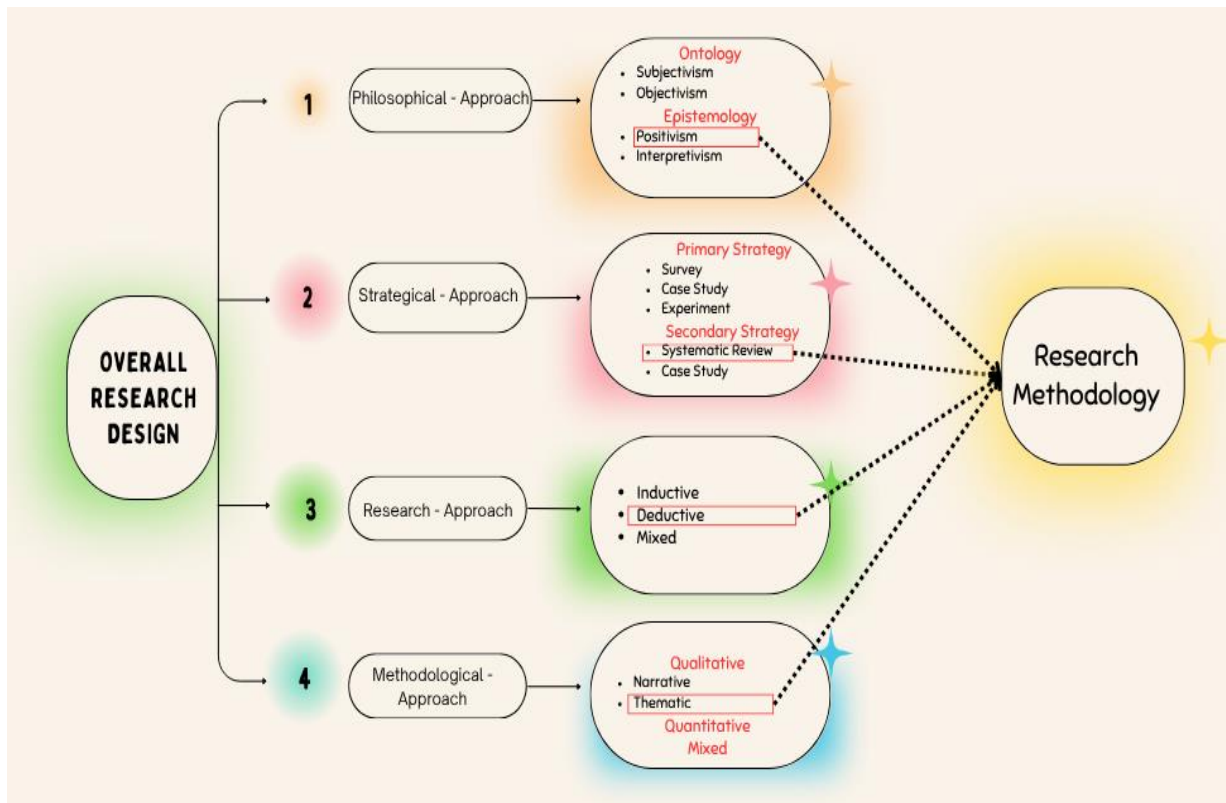 OVERALL
RESEARCH
DESIGN
1
Philosophical - Approach
Ontology
• Subjectivism
• Objectivism
Epistemology
• Positivism
• Interpretivism
2
Strategical - Approach
Primary Strategy
• Survey
• Case Study
• Experiment
Secondary Strategy
• Systematic Review
• Case Study
3
Research - Approach
• Inductive
• Deductive
• Mixed
4
Methodological -
Approach
Qualitative
• Narrative
• Thematic
Quantitative
Mixed
Research
Methodology